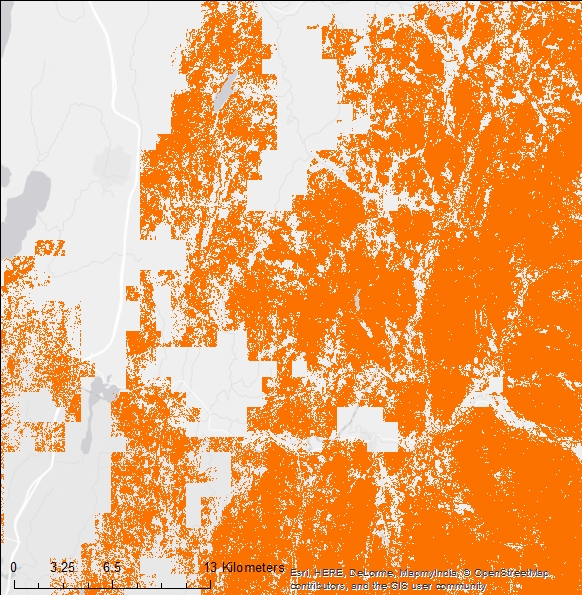 0 3.25 6.5 13 Kilometers
Esri, HERE, DeLorme, MapmyIndia, © OpenStreetMap
contributors, and the GIS user community